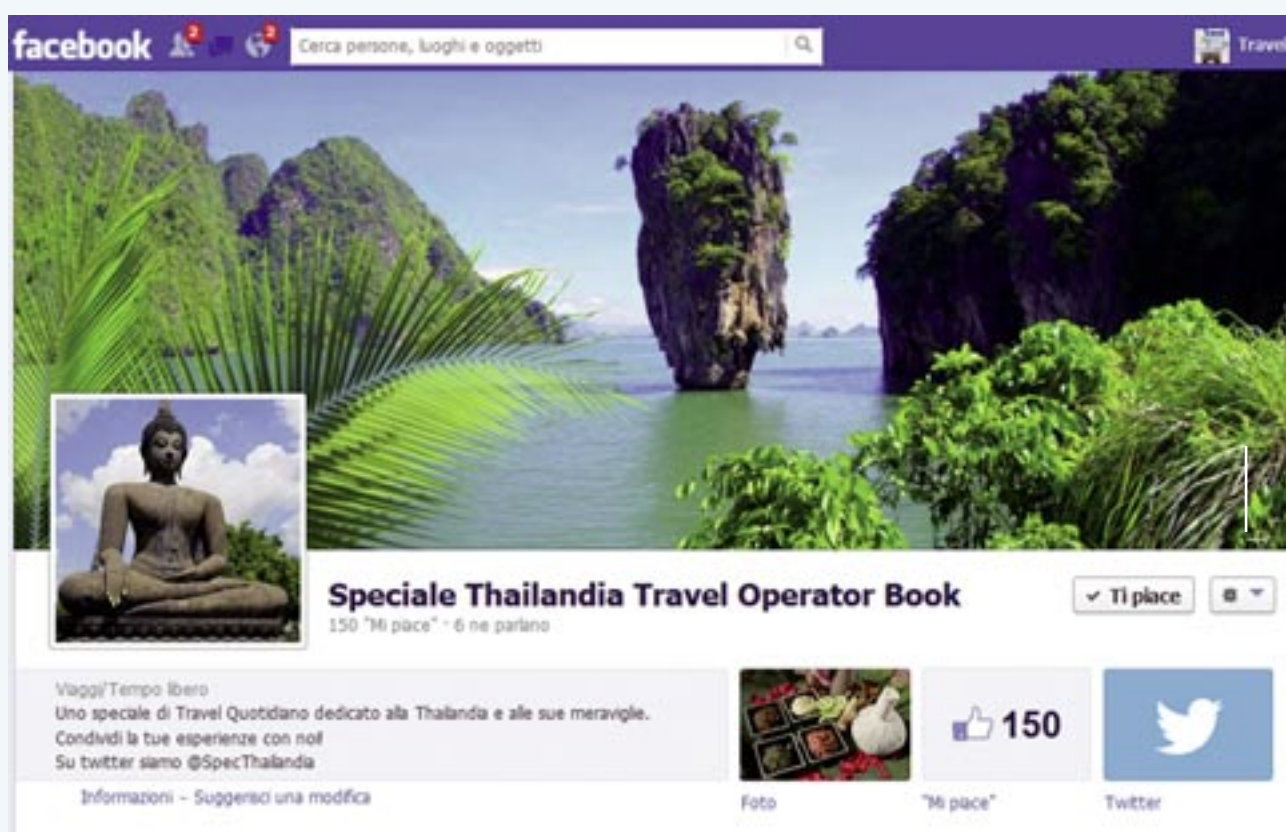 facebook 2 2 Cerca persone, luoghi e oggetti Travel
Speciale Thailandia Travel Operator Book
✓ Ti piace
150 "Mi piace" · 6 ne parlano
Viaggi/Tempo libero
Uno speciale di Travel Quotidiano dedicato alla Thailandia e alle sue meraviglie.
Condividi la tue esperienze con noi!
Su twitter siamo @SpecThailandia
Informazioni – Suggerisci una modifica
150
Foto "Mi piace" Twitter